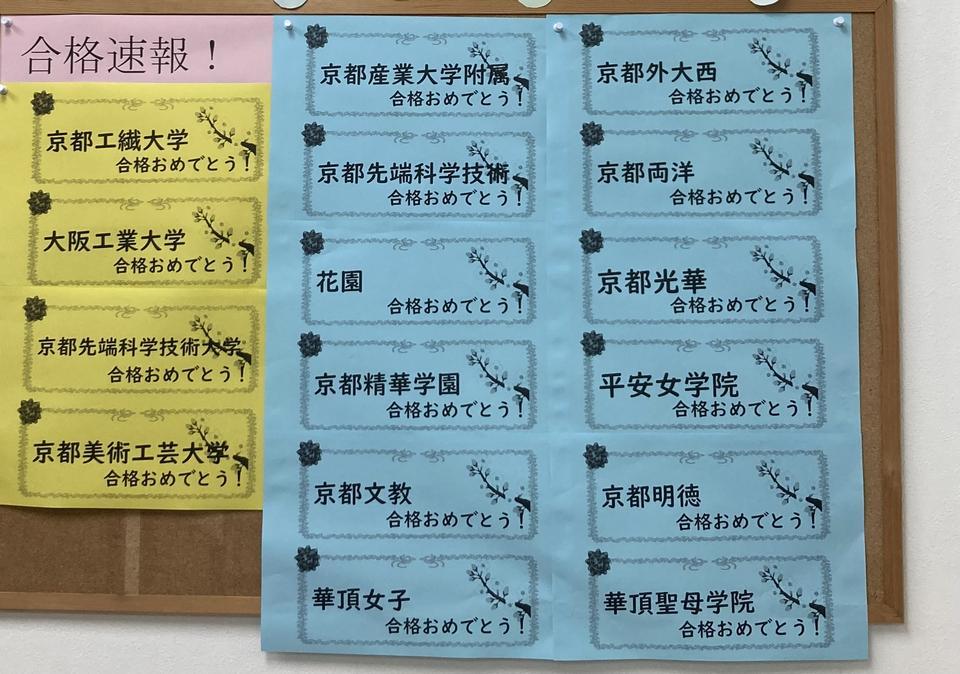 合格速報！
京都工繊大学
合格おめでとう！
大阪工業大学
合格おめでとう！
京都先端科学技術大学
合格おめでとう！
京都美術工芸大学
合格おめでとう！
京都産業大学附属
合格おめでとう！
京都先端科学技術
合格おめでとう！
花園
合格おめでとう！
京都精華学園
合格おめでとう！
京都文教
合格おめでとう！
華頂女子
合格おめでとう！
京都外大西
合格おめでとう！
京都両洋
合格おめでとう！
京都光華
合格おめでとう！
平安女学院
合格おめでとう！
京都明徳
合格おめでとう！
華頂聖母学院
合格おめでとう！